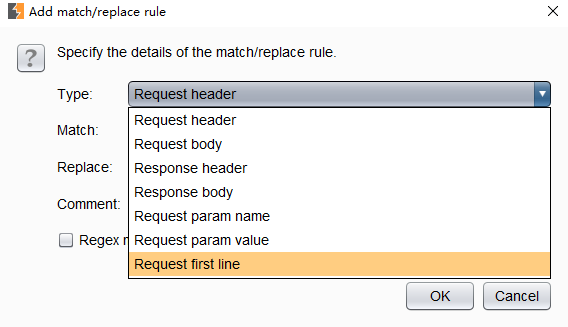 Add match/replace rule
?
Specify the details of the match/replace rule.
Type:
Request header
Request header
Match:
Request body
Replace:
Response header
Response body
Comment:
Request param name
Regex
Request param value
Request first line
OK
Cancel